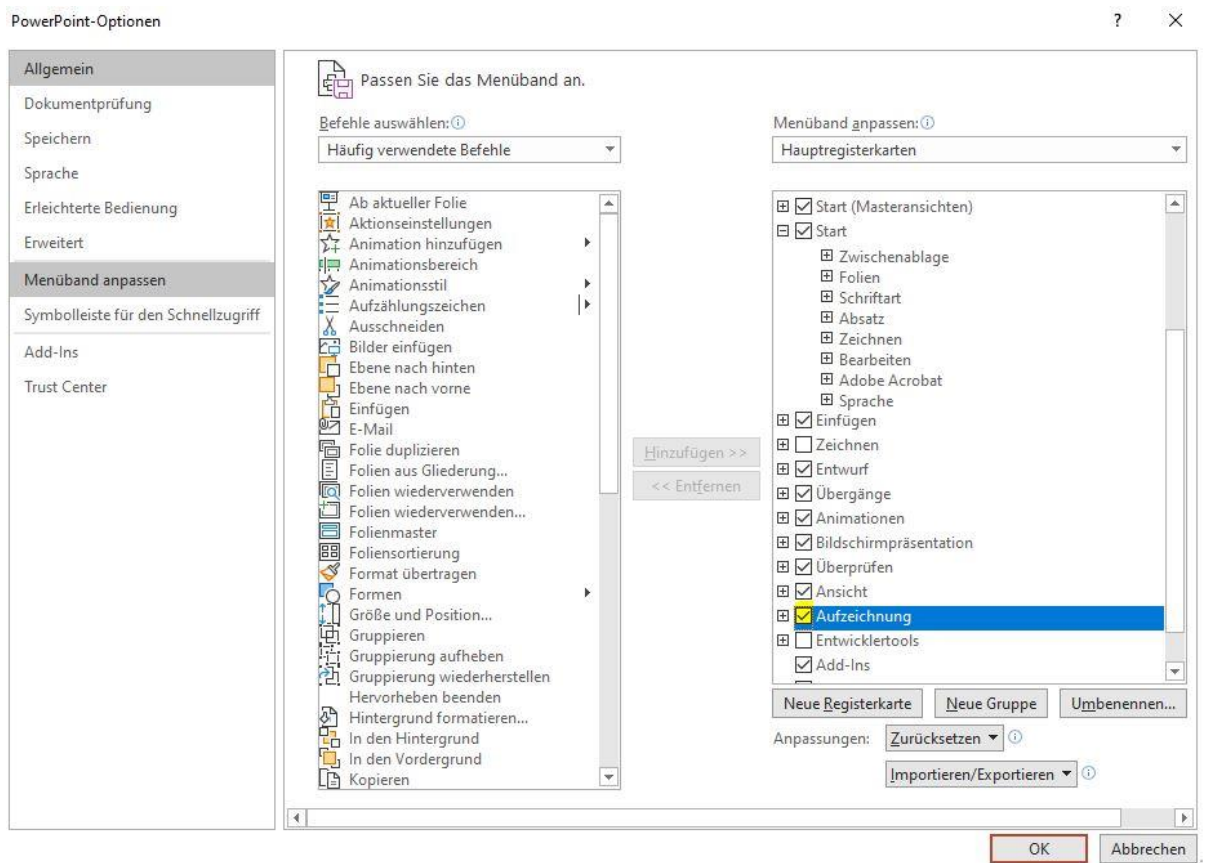 PowerPoint-Optionen
?
Allgemein
Dokumentprüfung
Speichern
Sprache
Erleichterte Bedienung
Erweitert
Menüband anpassen
Symbolleiste für den Schnellzugriff
Add-Ins
Trust Center
Passen Sie das Menüband an.
Befehle auswählen:
Häufig verwendete Befehle
Ab aktueller Folie
Aktionseinstellungen
Animation hinzufügen
Animationsbereich
Animationsstil
Aufzählungszeichen
Ausschneiden
Bilder einfügen
Ebene nach hinten
Ebene nach vorne
Einfügen
E-Mail
Folie duplizieren
Folien aus Gliederung...
Folien wiederverwenden
Folien wiederverwenden...
Folienmaster
Foliensortierung
Format übertragen
Formen
Größe und Position...
Gruppieren
Gruppierung aufheben
Gruppierung wiederherstellen
Hervorheben beenden
Hintergrund formatieren...
In den Hintergrund
In den Vordergrund
Kopieren
Hinzufügen >>
<< Entfernen
Menüband anpassen:
Hauptregisterkarten
Start (Masteransichten)
Start
Zwischenablage
Folien
Schriftart
Absatz
Zeichnen
Bearbeiten
Adobe Acrobat
Sprache
Einfügen
Zeichnen
Entwurf
Übergänge
Animationen
Bildschirmpräsentation
Überprüfen
Ansicht
Aufzeichnung
Entwicklertools
Add-Ins
Neue Registerkarte
Neue Gruppe
Umbenennen...
Anpassungen:
Zurücksetzen
Importieren/Exportieren
OK
Abbrechen